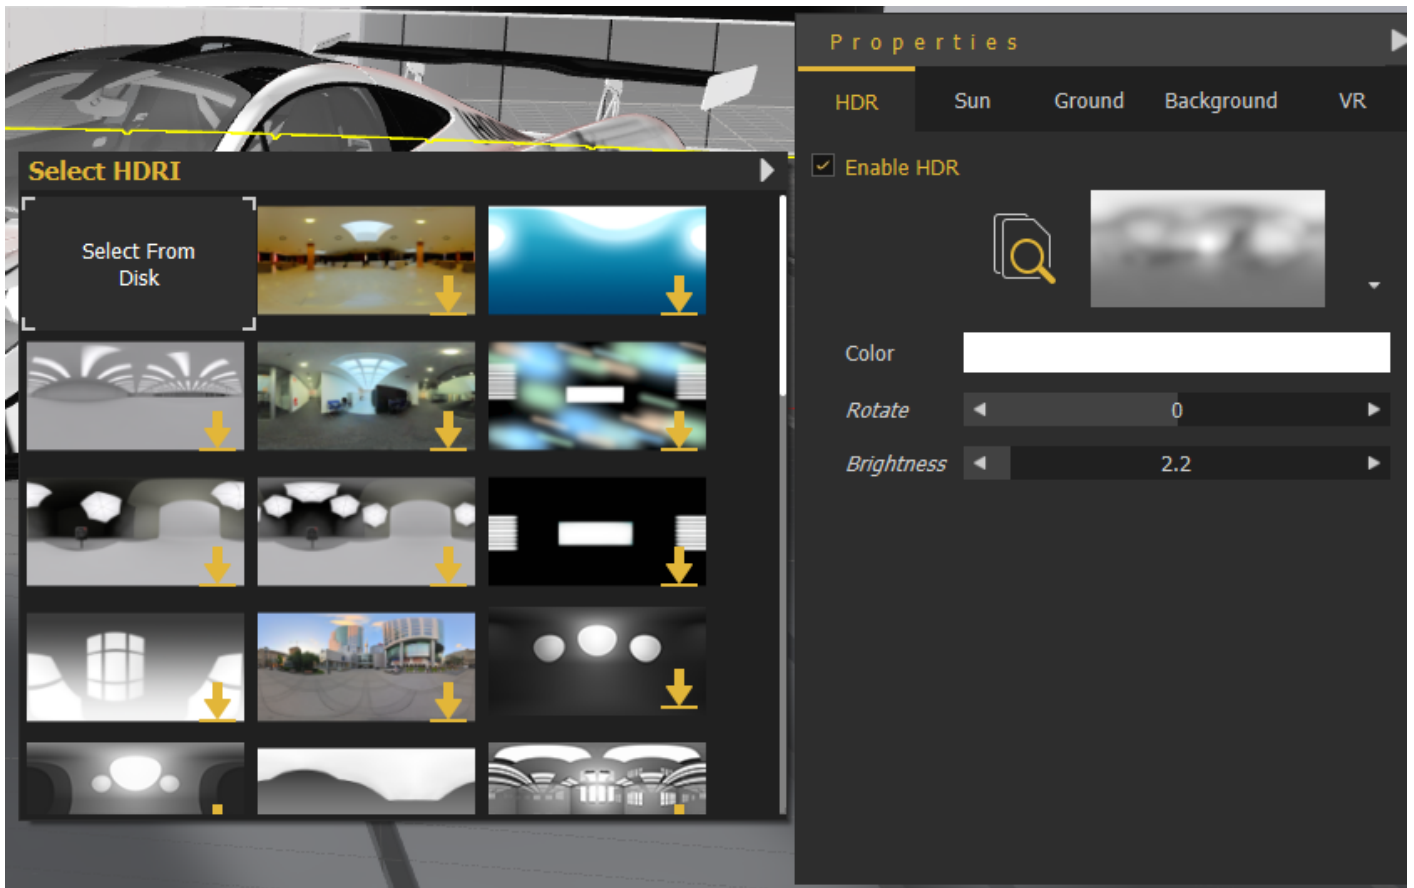 Properties
HDR Sun Ground Background VR
Select HDRI
Enable HDR
Select From
Disk
Color
Rotate 0
Brightness 2.2